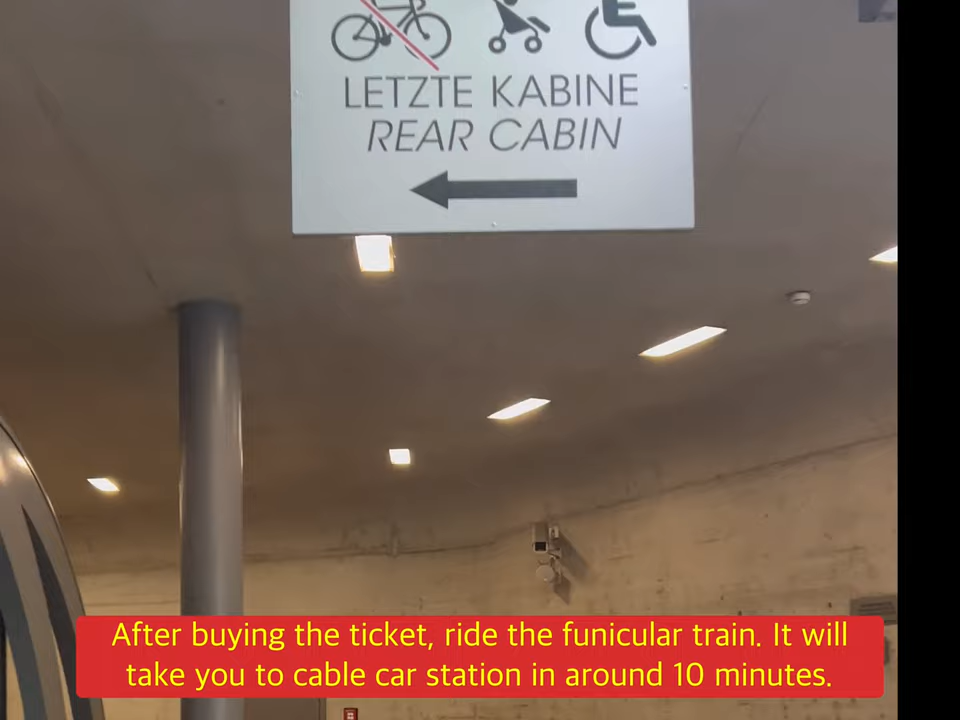 LETZTE KABINE
REAR CABIN
After buying the ticket, ride the funicular train. It will
take you to cable car station in around 10 minutes.